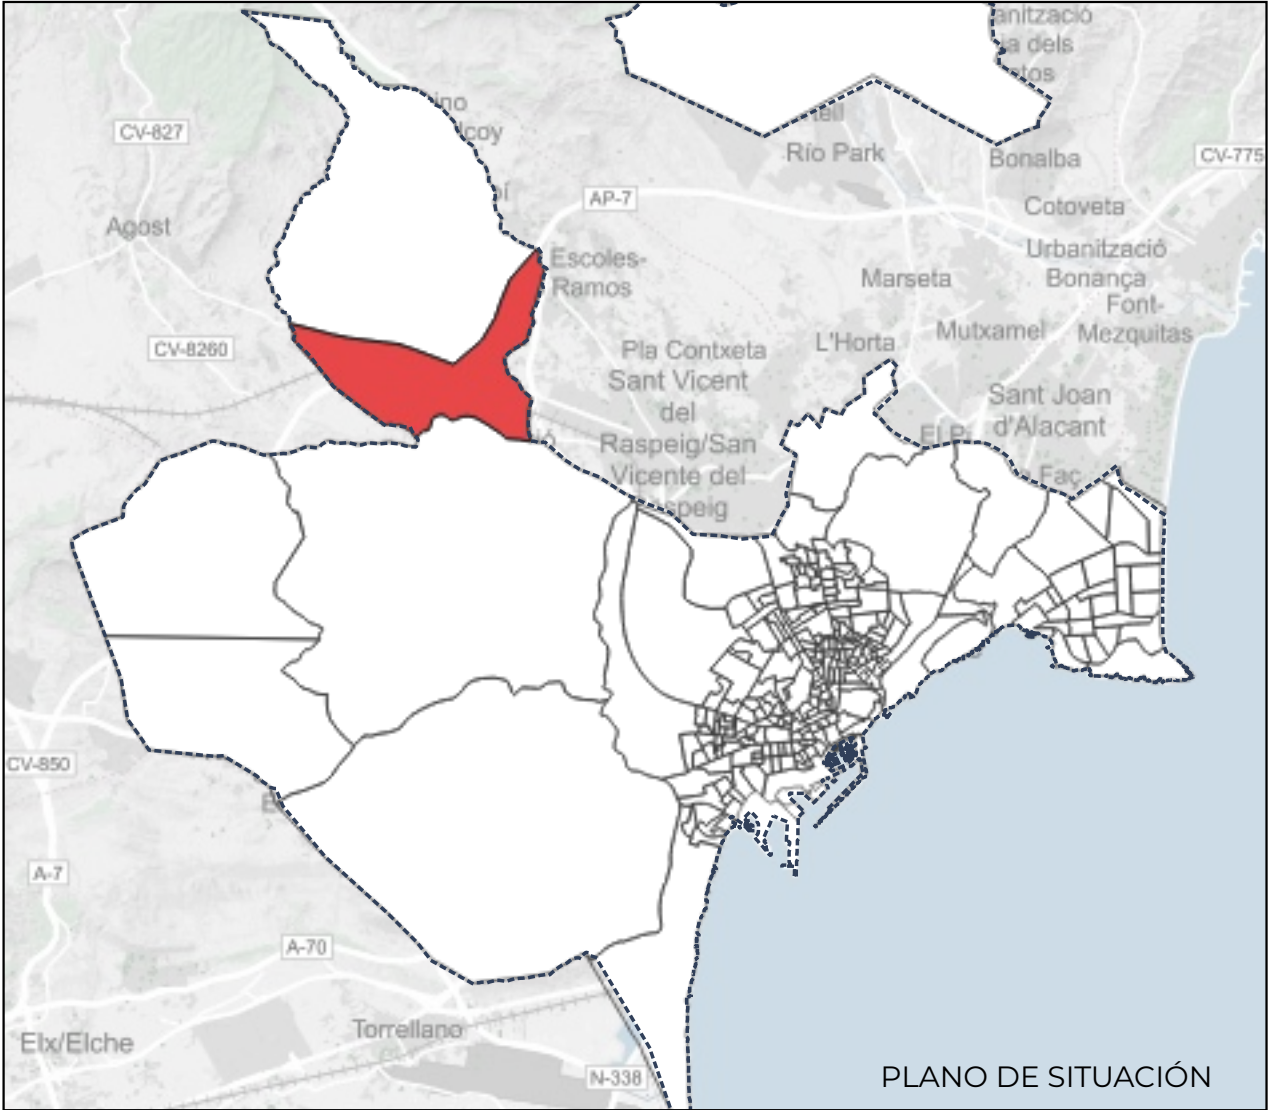 anització
dels
CV-827
Río Park
Bonalba
CV-775
AP-7
Cotoveta
Agost
Escoles-
Ramos
Urbanització
Bonança
Marseta
Font-
Mezquitas
CV-8260
L'Horta
Mutxamel
Pla Contxeta
Sant Vicent
del
Raspeig/San
Vicente del
speig
Sant Joan
d'Alacant
Faç
CV-850
A-7
A-70
Elx/Elche
Torrellano
N-338
PLANO DE SITUACIÓN